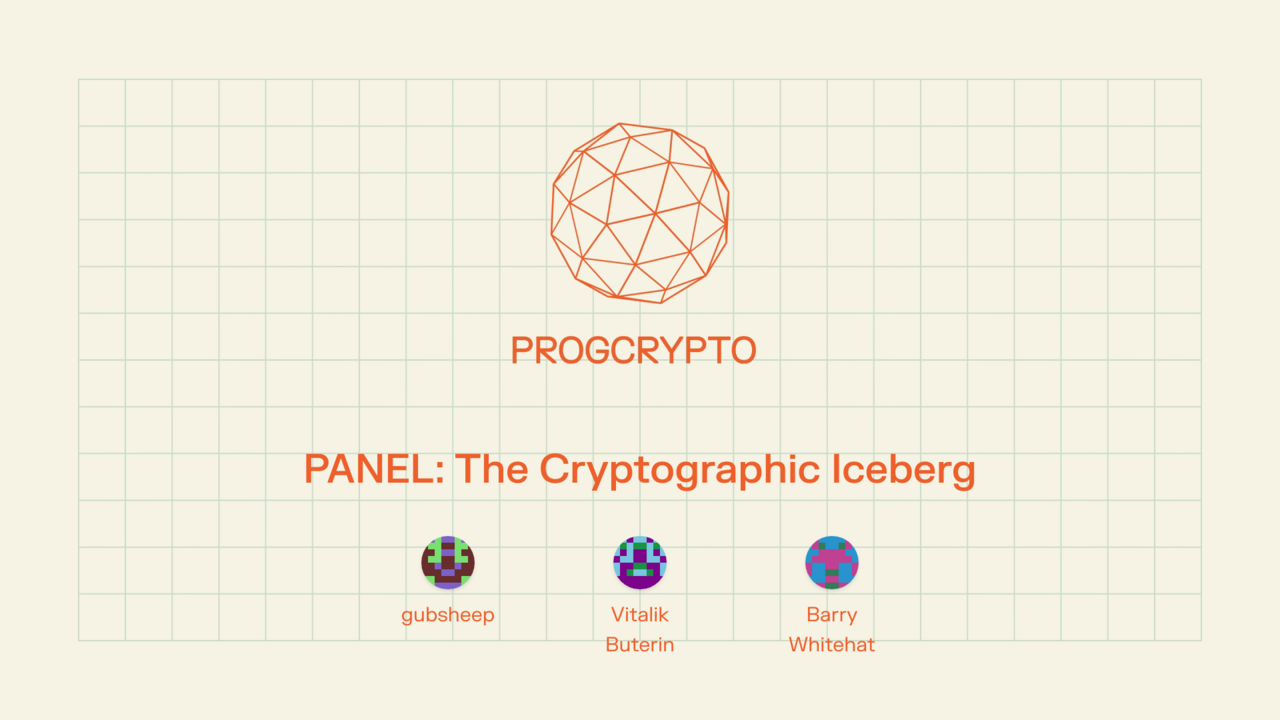 PROGCRYPTO
PANEL: The Cryptographic Iceberg
gubsheep
Vitalik
Buterin
Barry
Whitehat